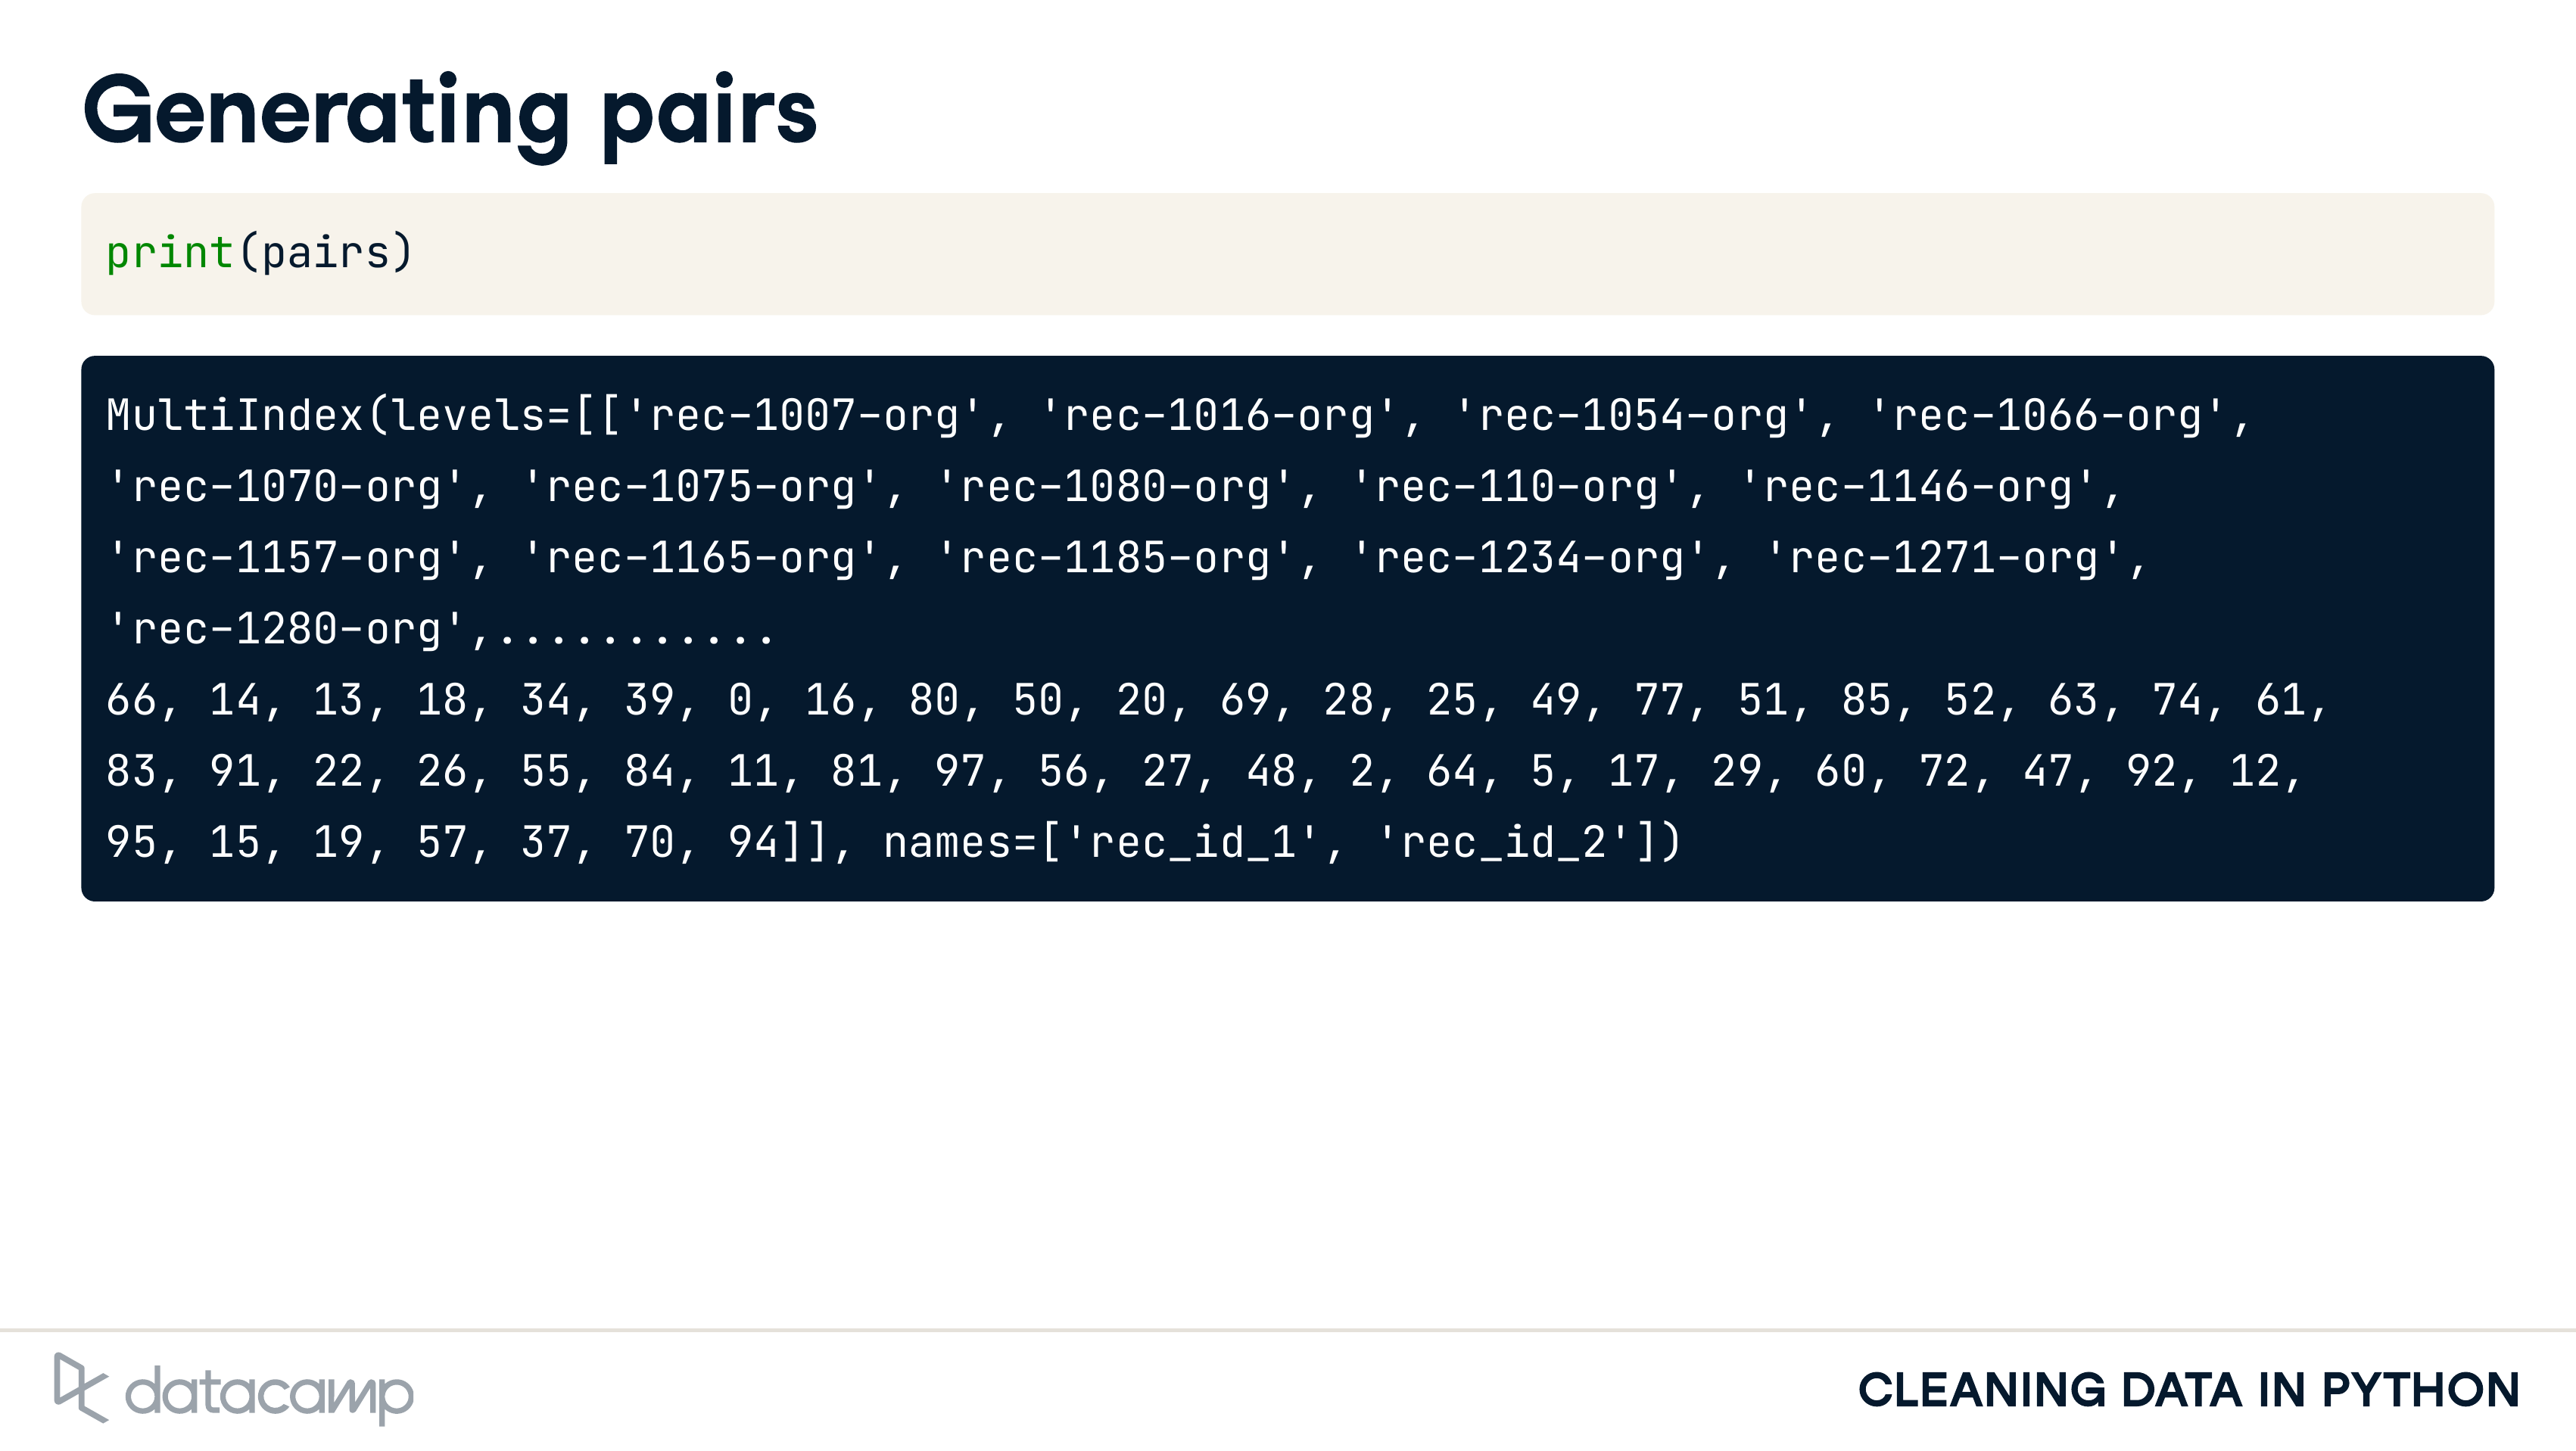 Generating pairs
print(pairs)
MultiIndex(levels=[['rec-1007-org', 'rec-1016-org', 'rec-1054-org', 'rec-1066-org',
'rec-1070-org', 'rec-1075-org', 'rec-1080-org', 'rec-110-org', 'rec-1146-org',
'rec-1157-org', 'rec-1165-org', 'rec-1185-org', 'rec-1234-org', 'rec-1271-org',
'rec-1280-org',...........
66, 14, 13, 18, 34, 39, 0, 16, 80, 50, 20, 69, 28, 25, 49, 77, 51, 85, 52, 63, 74, 61,
83, 91, 22, 26, 55, 84, 11, 81, 97, 56, 27, 48, 2, 64, 5, 17, 29, 60, 72, 47, 92, 12,
95, 15, 19, 57, 37, 70, 94]], names=['rec_id_1', 'rec_id_2'])
datacamp
CLEANING DATA IN PYTHON